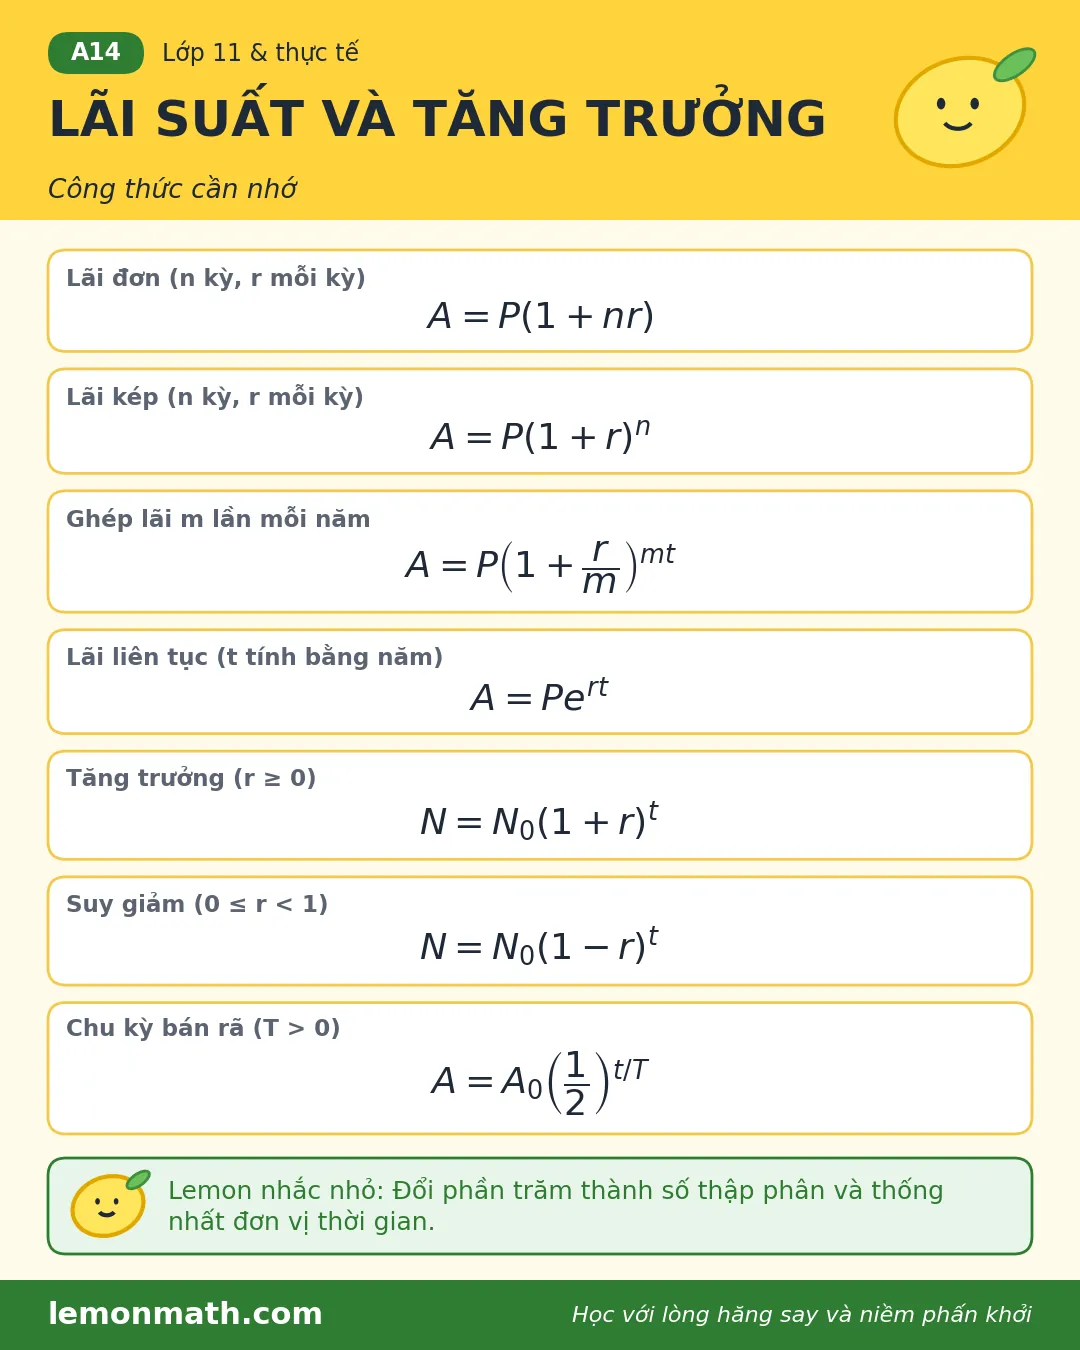 A14 Lớp 11 & thực tế
LÃI SUẤT VÀ TĂNG TRƯỞNG
Công thức cần nhớ
Lãi đơn (n kỳ, r mỗi kỳ)
A = P(1 + nr)
Lãi kép (n kỳ, r mỗi kỳ)
A = P(1 + r)^n
Ghép lãi m lần mỗi năm
A = P(1 + r/m)^{mt}
Lãi liên tục (t tính bằng năm)
A = Pe^{rt}
Tăng trưởng (r ≥ 0)
N = N_0(1 + r)^t
Suy giảm (0 ≤ r < 1)
N = N_0(1 − r)^t
Chu kỳ bán rã (T > 0)
A = A_0(1/2)^{t/T}
Lemon nhắc nhỏ: Đổi phần trăm thành số thập phân và thống
nhất đơn vị thời gian.
lemonmath.com
Học với lòng hăng say và niềm phấn khởi